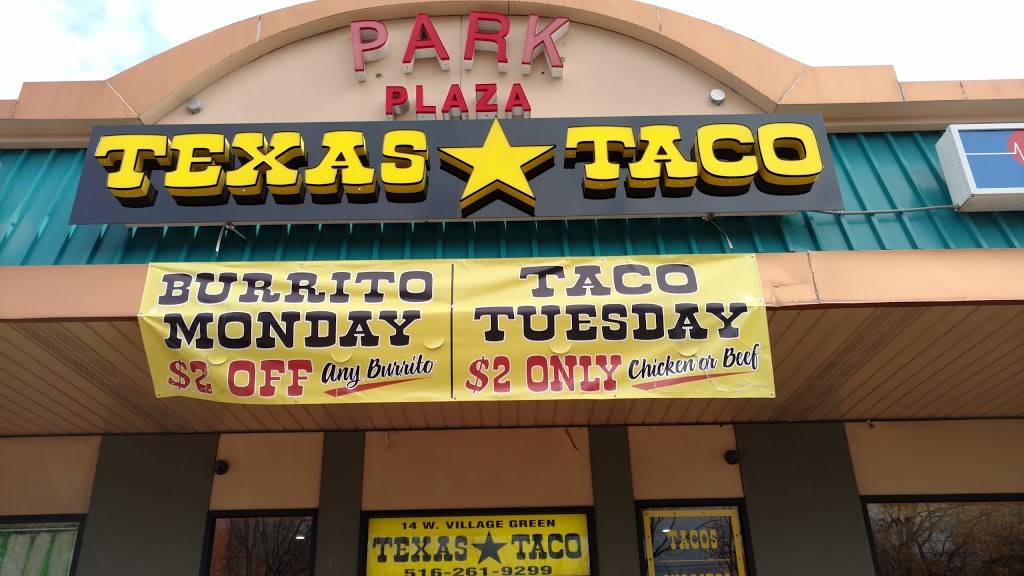 PARK
PLAZA
TEXAS TACO
BURRITO
MONDAY
$2 OFF Any Burrito
TACO
TUESDAY
$2 ONLY Chicken or Beef
14 W. VILLAGE GREEN
TEXAS TACO
516-261-9299
TACOS